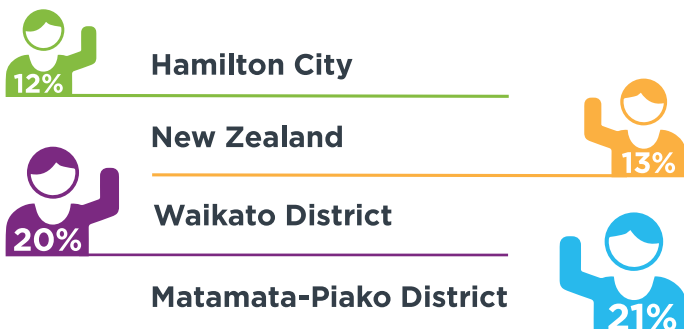 12%
Hamilton City
New Zealand
13%
20%
Waikato District
Matamata-Piako District
21%